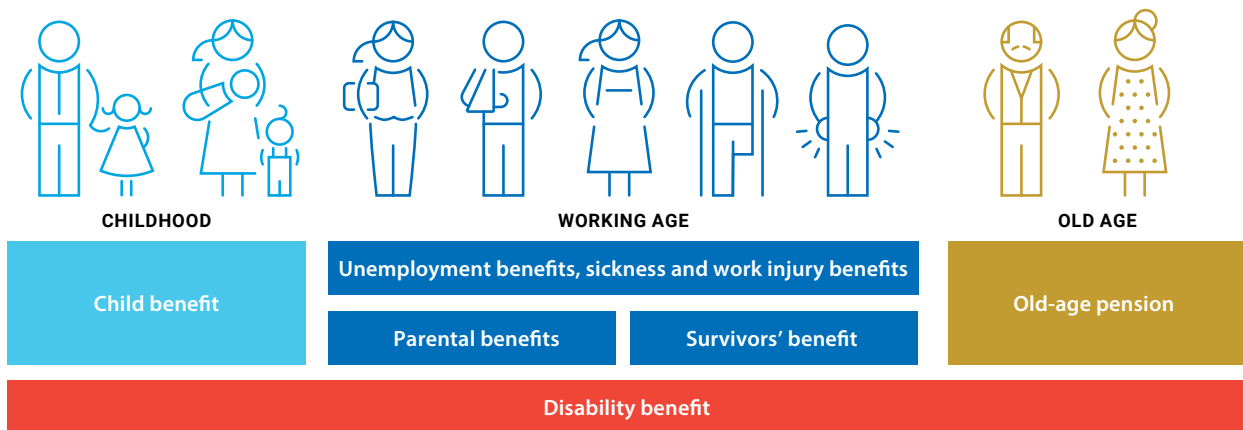 CHILDHOOD
WORKING AGE
OLD AGE
Child benefit
Unemployment benefits, sickness and work injury benefits
Parental benefits
Survivors’ benefit
Old-age pension
Disability benefit